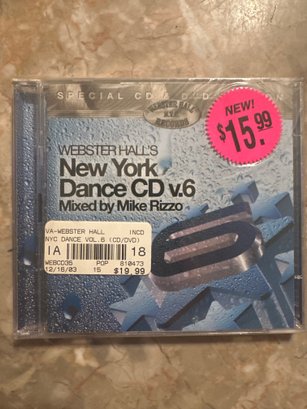 SPECIAL CD & DVD
WEBSTER HALL
N.Y.C.
RECORDS
NEW!
$15.99
WEBSTER HALL'S
New York
Dance CD v.6
Mixed by Mike Rizzo
VA-WEBSTER HALL INCD
NYC DANCE VOL.6 (CD/DVD)
IA 18
WEBCD35 POP 810473
12/16/03 15 $19.99
6